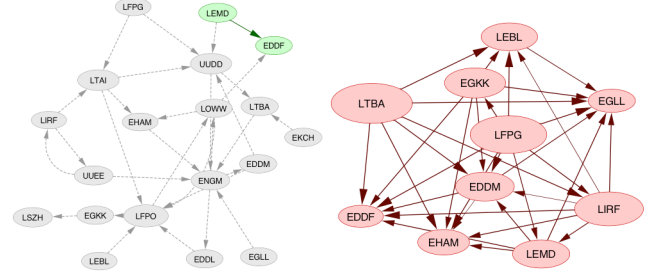 LFPG
LEMD
EDDF
UUDD
LTAI
LIRF
EHAM
LOWW
LTBA
EKCH
UUEE
ENGM
EDDM
LSZH
EGKK
LFPO
LEBL
EDDL
EGLL
LEBL
EGKK
LTBA
EGLL
LFPG
EDDM
LIRF
EDDF
EHAM
LEMD